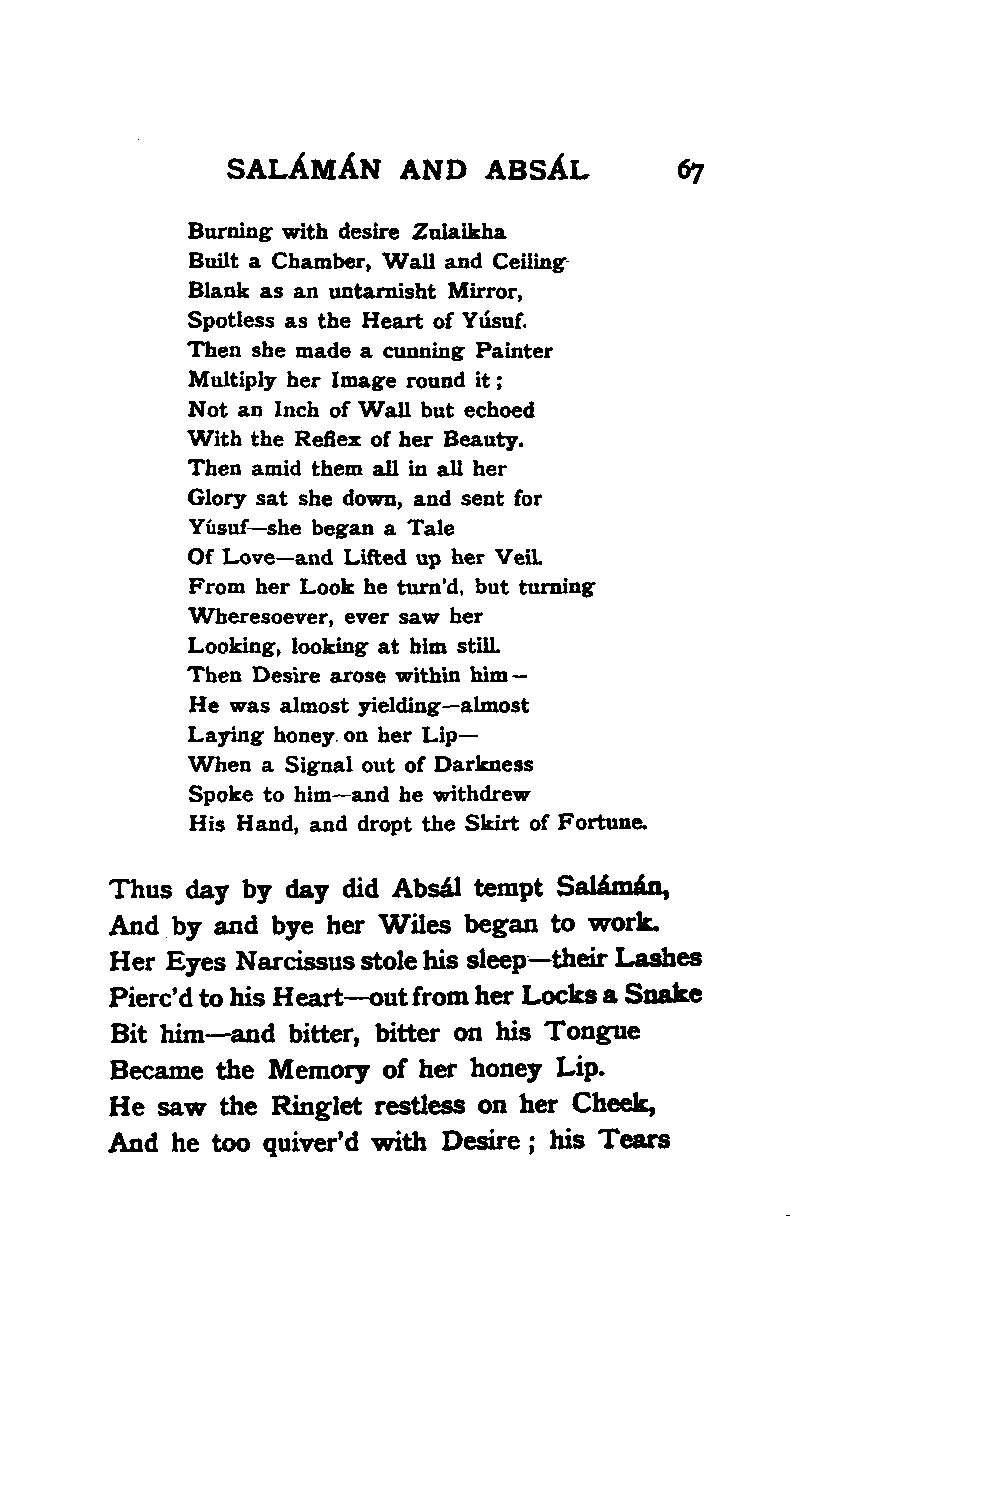 SALÁMÁN AND ABSÁL 67
Burning with desire Zulaikha
Built a Chamber, Wall and Ceiling
Blank as an untarnisht Mirror,
Spotless as the Heart of Yúsuf.
Then she made a cunning Painter
Multiply her Image round it;
Not an Inch of Wall but echoed
With the Reflex of her Beauty.
Then amid them all in all her
Glory sat she down, and sent for
Yúsuf—she began a Tale
Of Love—and Lifted up her Veil.
From her Look he turn'd, but turning
Wheresoever, ever saw her
Looking, looking at him still.
Then Desire arose within him—
He was almost yielding—almost
Laying honey on her Lip—
When a Signal out of Darkness
Spoke to him—and he withdrew
His Hand, and dropt the Skirt of Fortune.
Thus day by day did Absál tempt Salámán,
And by and bye her Wiles began to work.
Her Eyes Narcissus stole his sleep—their Lashes
Pierc'd to his Heart—out from her Locks a Snake
Bit him—and bitter, bitter on his Tongue
Became the Memory of her honey Lip.
He saw the Ringlet restless on her Cheek,
And he too quiver'd with Desire; his Tears